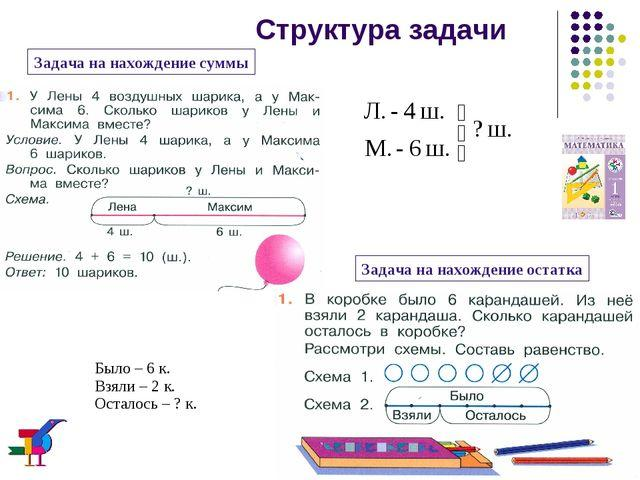 Структура задачи
Задача на нахождение суммы
1. У Лены 4 воздушных шарика, а у Мак-
сима 6. Сколько шариков у Лены и
Максима вместе?
Условие. У Лены 4 шарика, а у Максима
6 шариков.
Вопрос. Сколько шариков у Лены и Макси-
ма вместе?
Схема.
? ш.
Лена Максим
4 ш. 6 ш.
Решение. 4 + 6 = 10 (ш.).
Ответ: 10 шариков.
Л. - 4 ш.
? ш.
М. - 6 ш.
МАТЕМАТИКА
1
Задача на нахождение остатка
1. В коробке было 6 карандашей. Из неё
взяли 2 карандаша. Сколько карандашей
осталось в коробке?
Рассмотри схемы. Составь равенство.
Схема 1.
Схема 2.
Было
Взяли Осталось
Было – 6 к.
Взяли – 2 к.
Осталось – ? к.